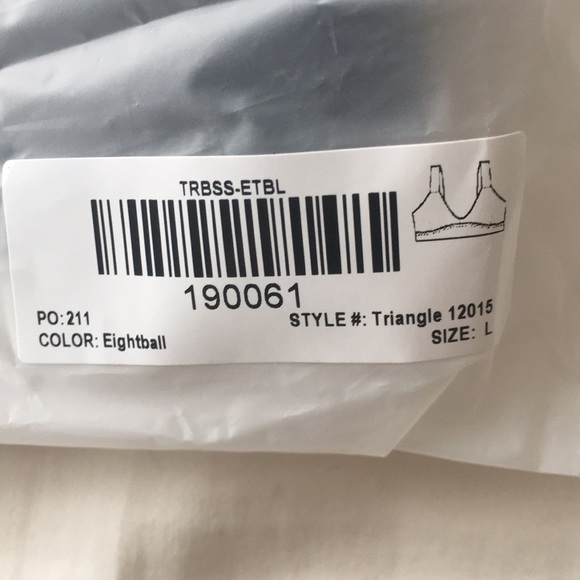 TRBSS-ETBL
190061
PO:211 STYLE #: Triangle 12015
COLOR: Eightball SIZE: L